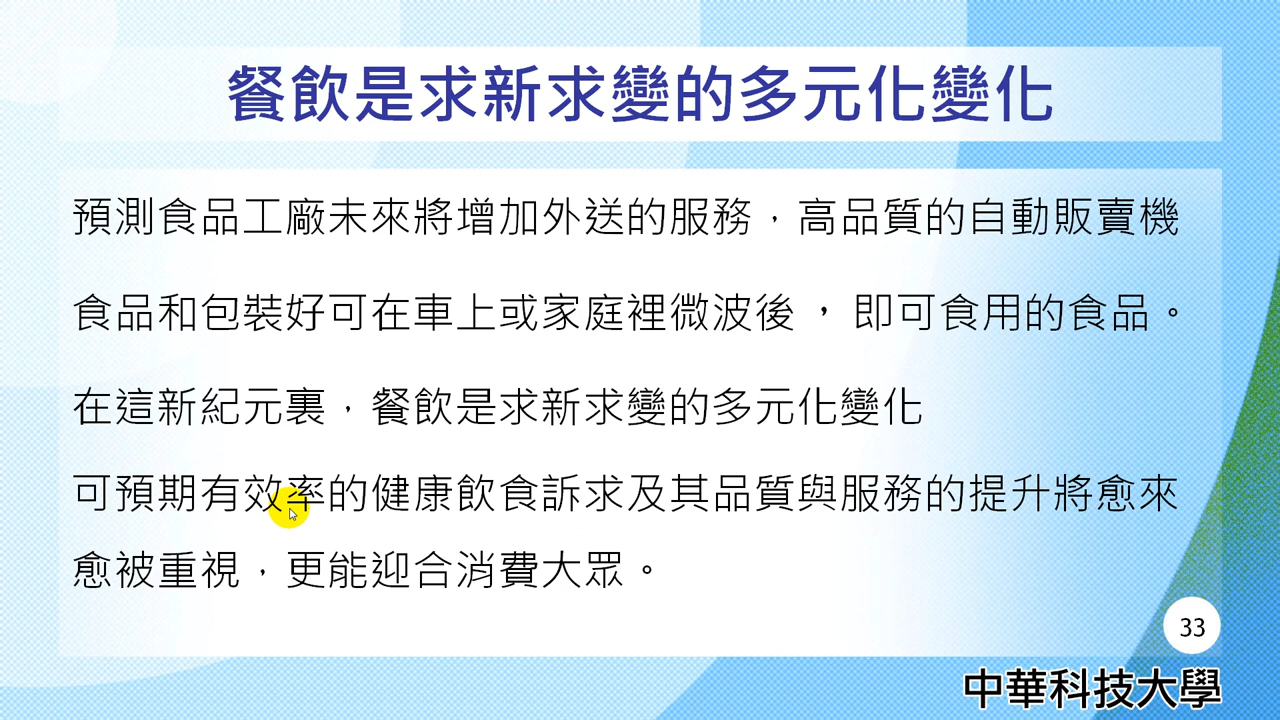 餐飲是求新求變的多元化變化
預測食品工廠未來將增加外送的服務，高品質的自動販賣機
食品和包裝好可在車上或家庭裡微波後，即可食用的食品。
在這新紀元裏，餐飲是求新求變的多元化變化
可預期有效率的健康飲食訴求及其品質與服務的提升將愈來
愈被重視，更能迎合消費大眾。
33
中華科技大學